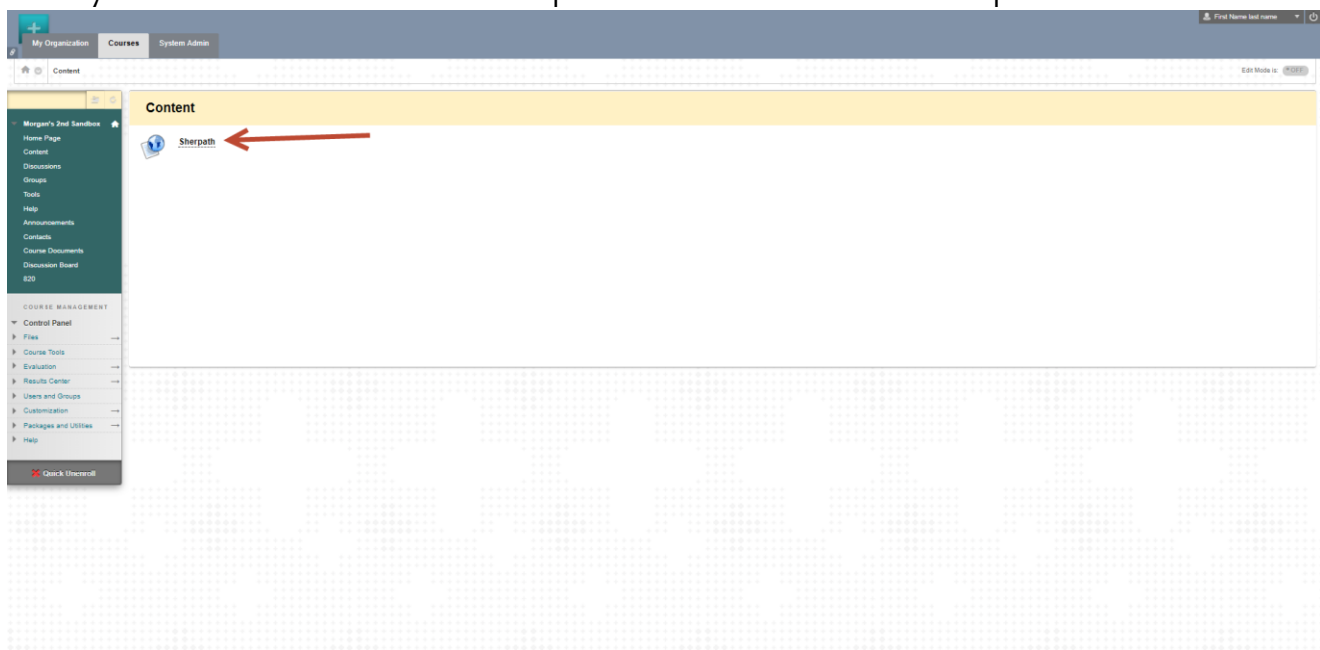 First Name last name
My Organization Courses System Admin
Content
Edit Mode is: OFF
Content
Sherpath
Morgan's 2nd Sandbox
Home Page
Content
Discussions
Groups
Tools
Help
Announcements
Contacts
Course Documents
Discussion Board
820
COURSE MANAGEMENT
Control Panel
Files
Course Tools
Evaluation
Results Center
Users and Groups
Customization
Packages and Utilities
Help
Quick Unenroll